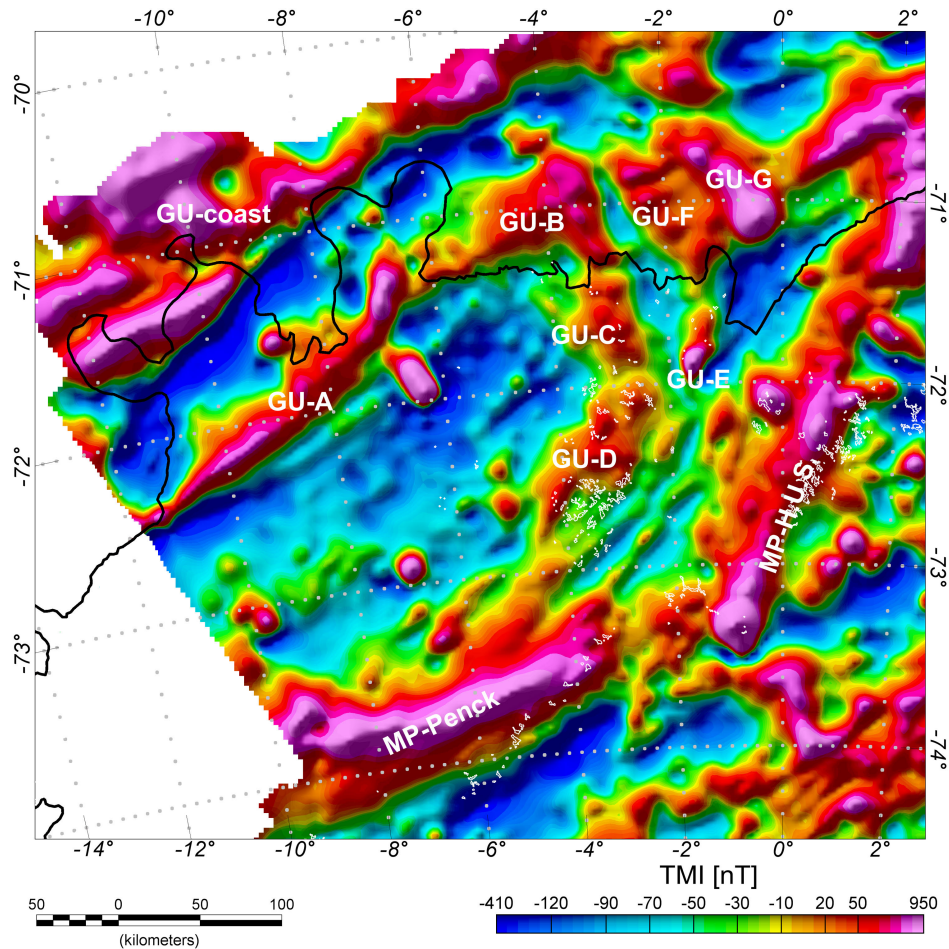 -10° -8° -6° -4° -2° 0° 2°
-70°
-71°
-72°
-73°
-71°
-72°
-73°
-74°
GU-coast
GU-G
GU-B
GU-F
GU-C
GU-E
GU-A
GU-D
MP-H.U.S.
MP-Penck
-14° -12° -10° -8° -6° -4° -2° 0° 2°
TMI [nT]
50 0 50 100
(kilometers)
-410 -120 -90 -70 -50 -30 -10 20 50 950